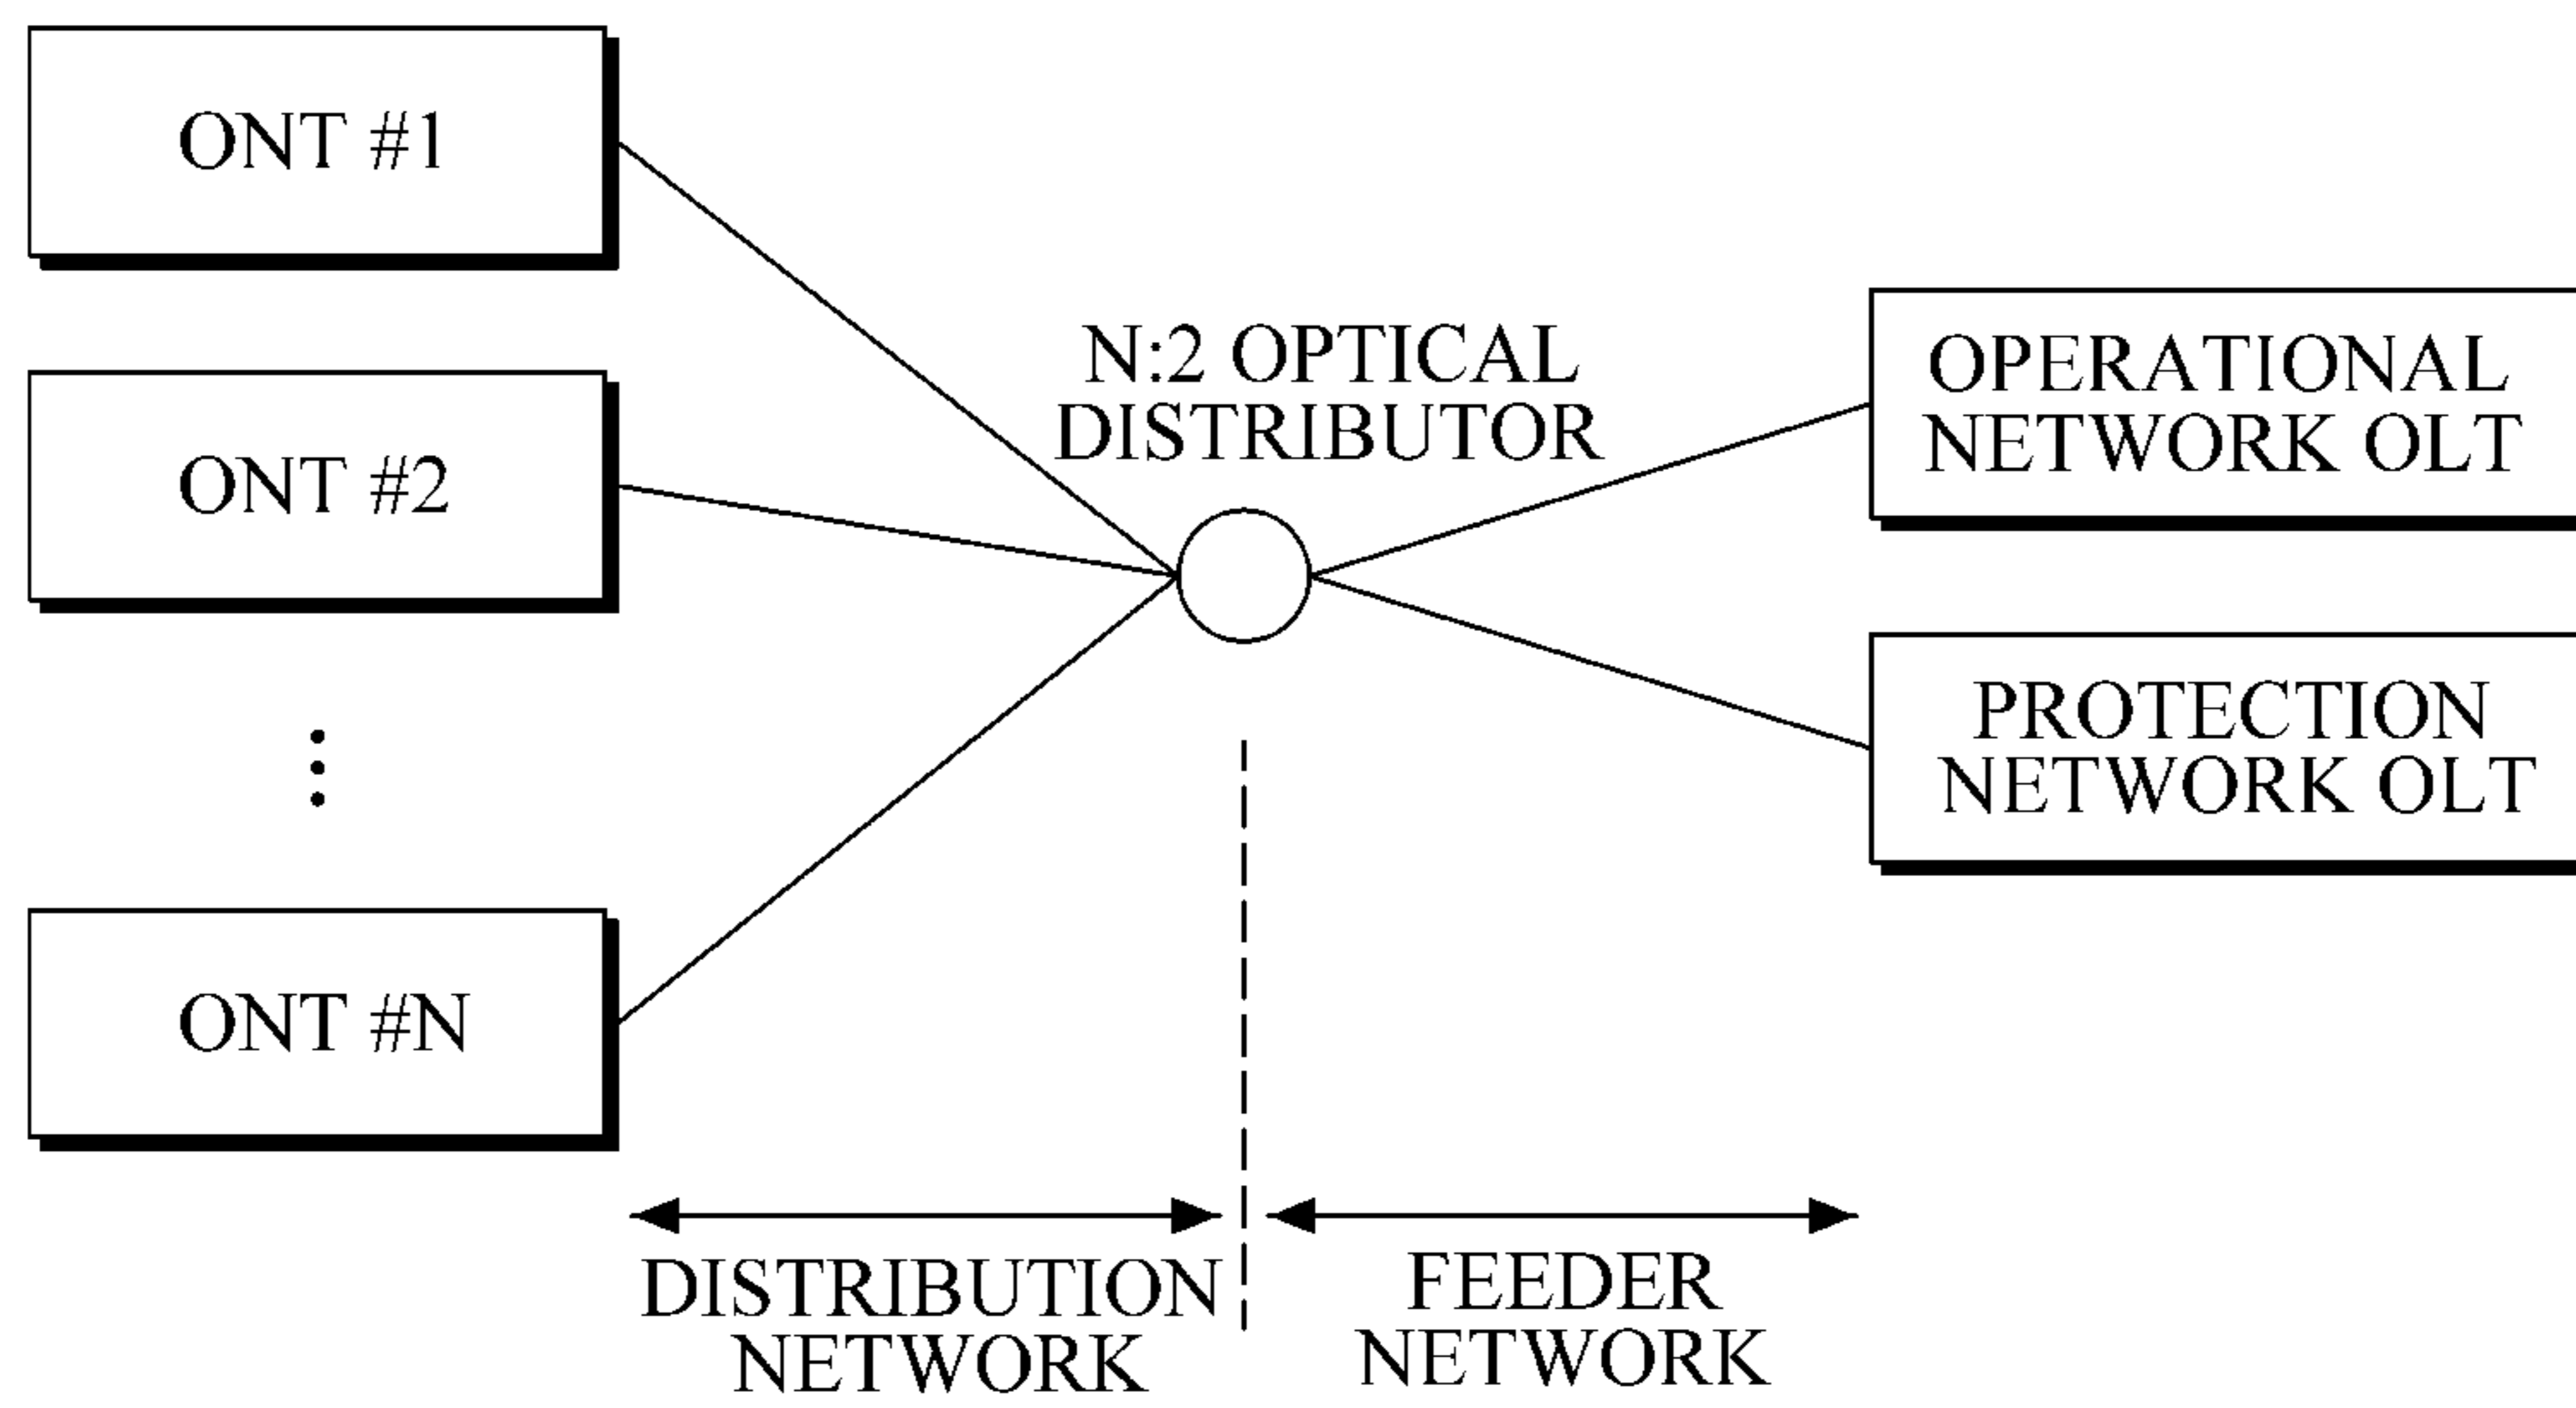 ONT #1
ONT #2
ONT #N
N:2 OPTICAL
DISTRIBUTOR
OPERATIONAL
NETWORK OLT
PROTECTION
NETWORK OLT
DISTRIBUTION
NETWORK
FEEDER
NETWORK